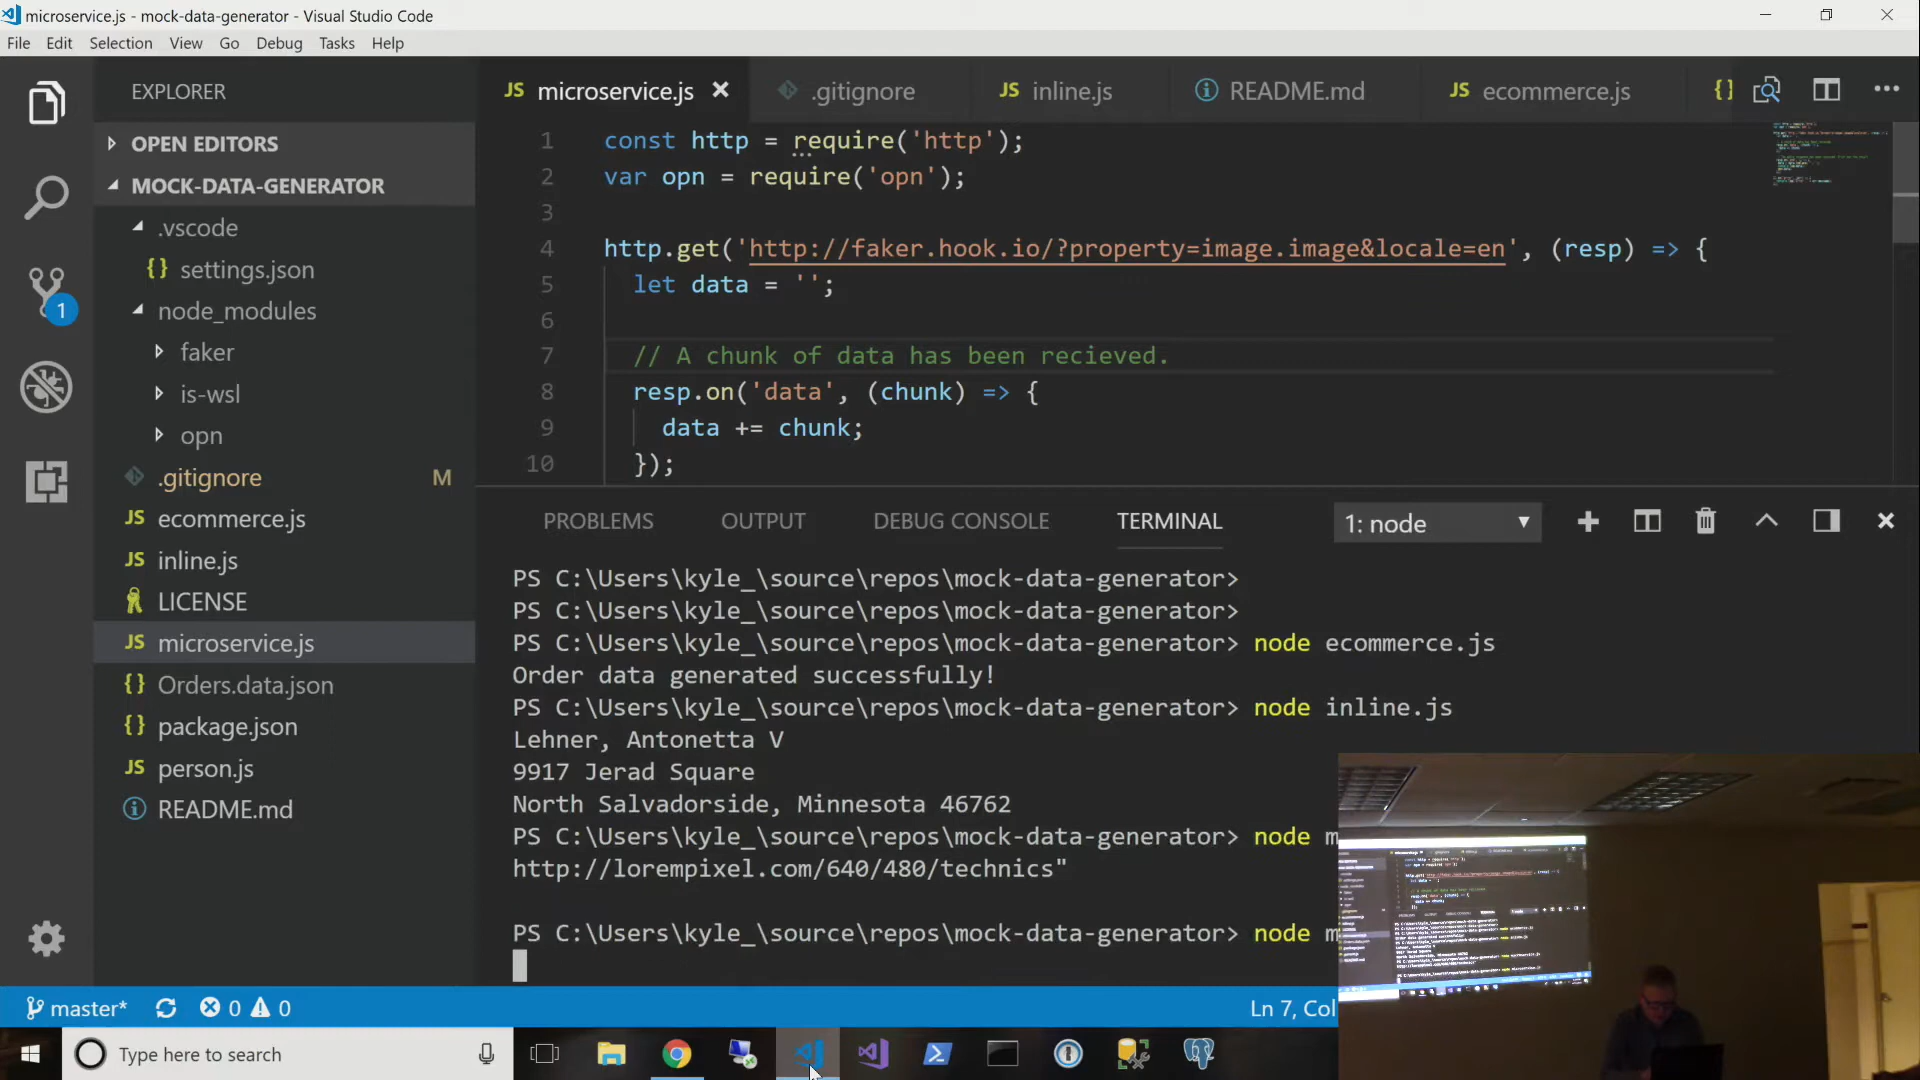 microservice.js - mock-data-generator - Visual Studio Code
File Edit Selection View Go Debug Tasks Help
EXPLORER
OPEN EDITORS
MOCK-DATA-GENERATOR
.vscode
{} settings.json
node_modules
faker
is-wsl
opn
.gitignore M
JS ecommerce.js
JS inline.js
LICENSE
JS microservice.js
{} Orders.data.json
{} package.json
JS person.js
README.md
1
JS microservice.js .gitignore JS inline.js README.md JS ecommerce.js {}
1 const http = require('http');
2 var opn = require('opn');
3
4 http.get('http://faker.hook.io/?property=image.image&locale=en', (resp) => {
5 let data = '';
6
7 // A chunk of data has been recieved.
8 resp.on('data', (chunk) => {
9 data += chunk;
10 });
PROBLEMS OUTPUT DEBUG CONSOLE TERMINAL 1: node
PS C:\Users\kyle_\source\repos\mock-data-generator>
PS C:\Users\kyle_\source\repos\mock-data-generator>
PS C:\Users\kyle_\source\repos\mock-data-generator> node ecommerce.js
Order data generated successfully!
PS C:\Users\kyle_\source\repos\mock-data-generator> node inline.js
Lehner, Antonetta V
9917 Jerad Square
North Salvadorside, Minnesota 46762
PS C:\Users\kyle_\source\repos\mock-data-generator> node m
http://lorempixel.com/640/480/technics"
PS C:\Users\kyle_\source\repos\mock-data-generator> node m
master* 0 0 Ln 7, Col
Type here to search